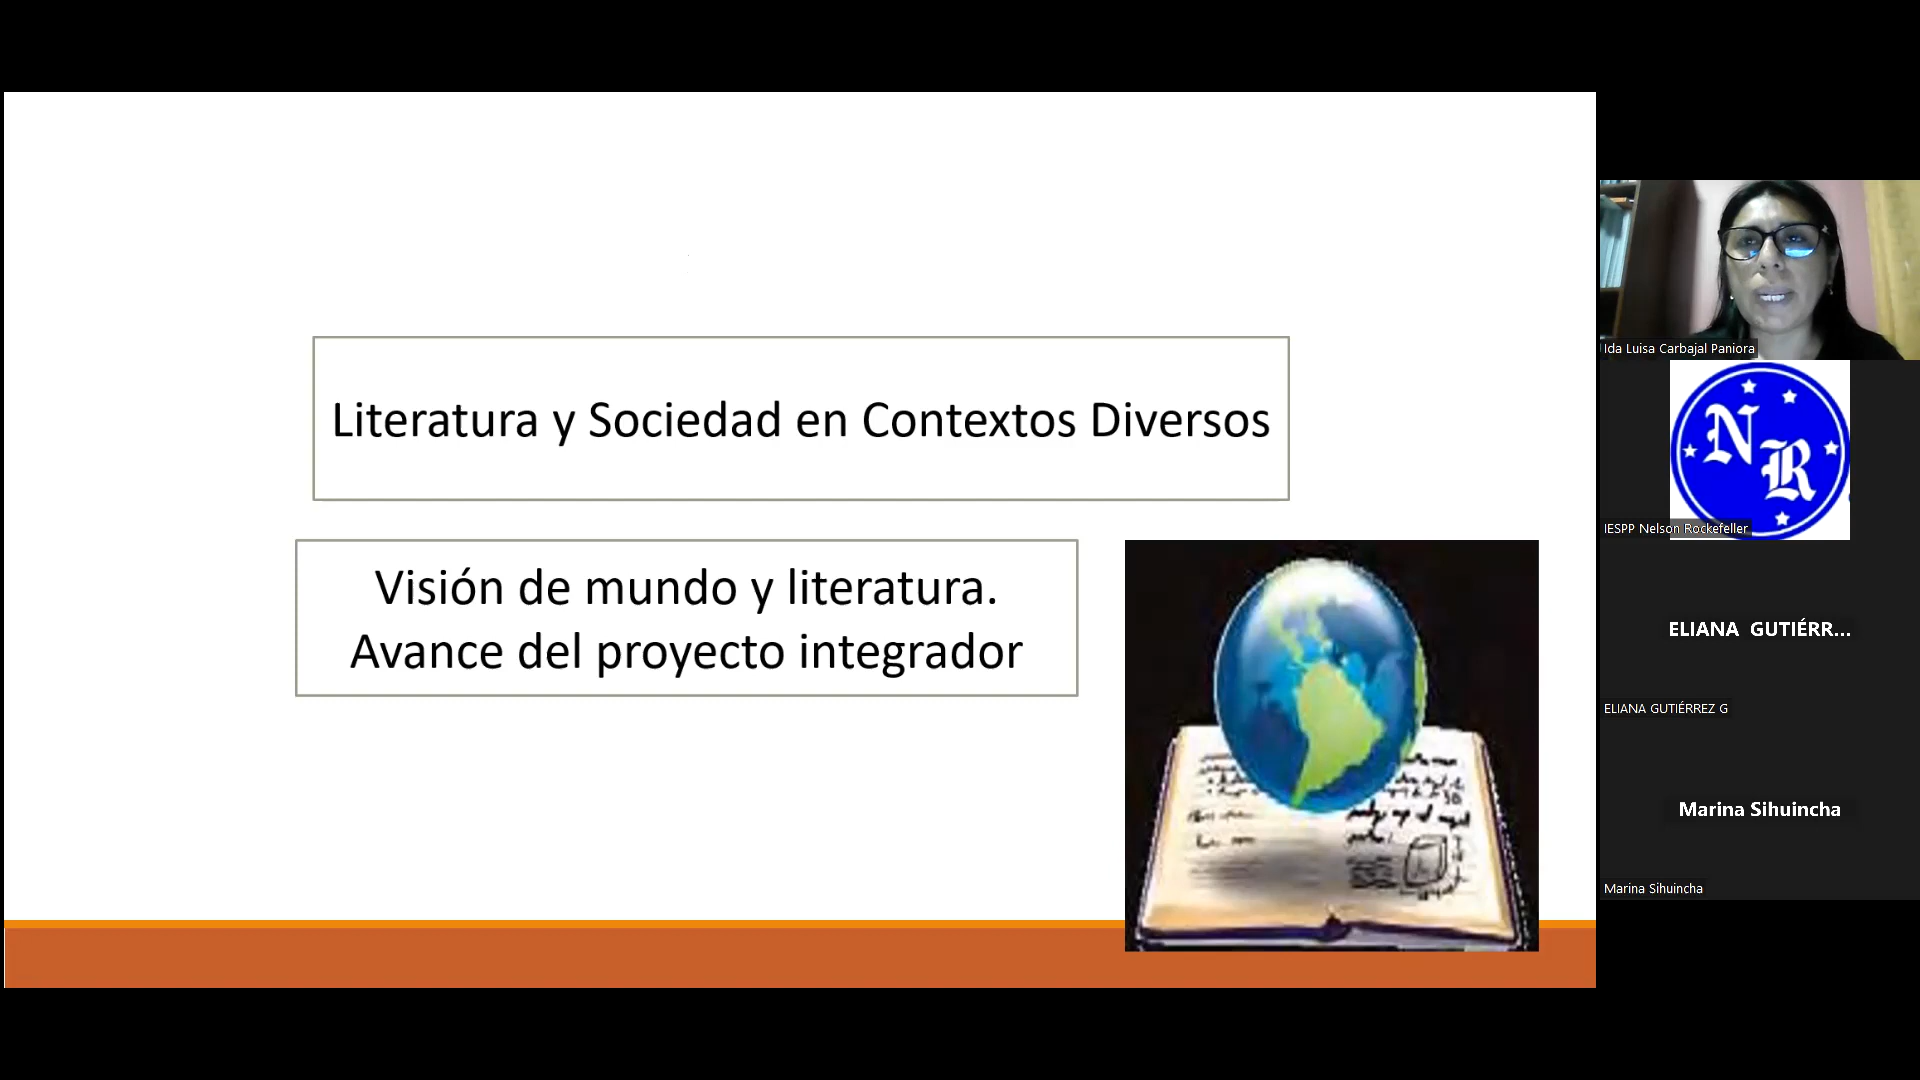 Literatura y Sociedad en Contextos Diversos
Visión de mundo y literatura.
Avance del proyecto integrador
Ida Luisa Carbajal Paniora
N
R
IESPP Nelson Rockefeller
ELIANA GUTIÉRR...
ELIANA GUTIÉRREZ G
Marina Sihuincha
Marina Sihuincha